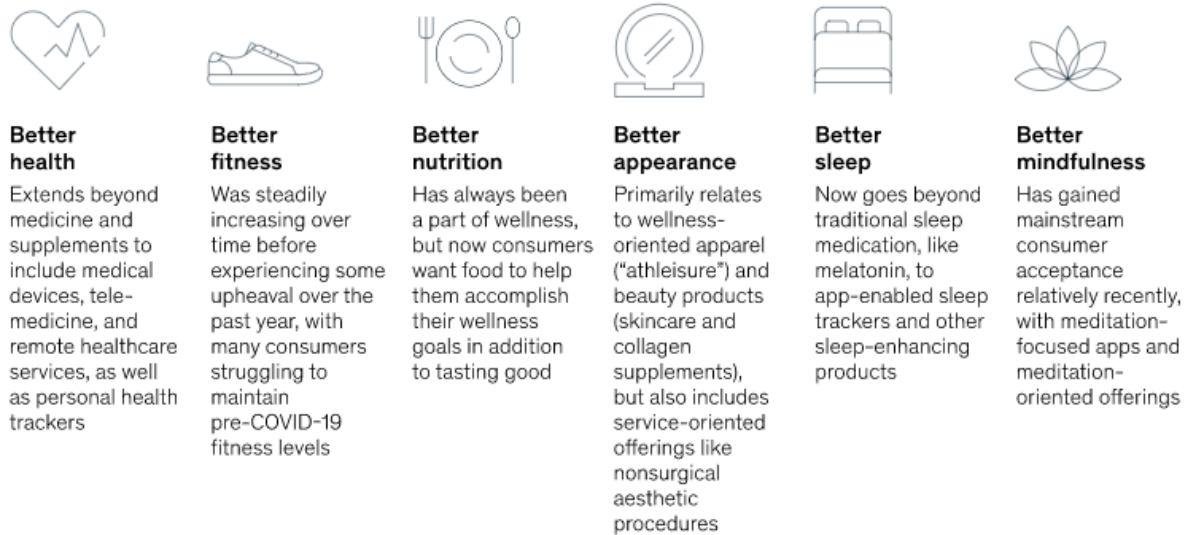 Better
health
Extends beyond
medicine and
supplements to
include medical
devices, tele-
medicine, and
remote healthcare
services, as well
as personal health
trackers
Better
fitness
Was steadily
increasing over
time before
experiencing some
upheaval over the
past year, with
many consumers
struggling to
maintain
pre-COVID-19
fitness levels
Better
nutrition
Has always been
a part of wellness,
but now consumers
want food to help
them accomplish
their wellness
goals in addition
to tasting good
Better
appearance
Primarily relates
to wellness-
oriented apparel
(“athleisure”) and
beauty products
(skincare and
collagen
supplements),
but also includes
service-oriented
offerings like
nonsurgical
aesthetic
procedures
Better
sleep
Now goes beyond
traditional sleep
medication, like
melatonin, to
app-enabled sleep
trackers and other
sleep-enhancing
products
Better
mindfulness
Has gained
mainstream
consumer
acceptance
relatively recently,
with meditation-
focused apps and
meditation-
oriented offerings